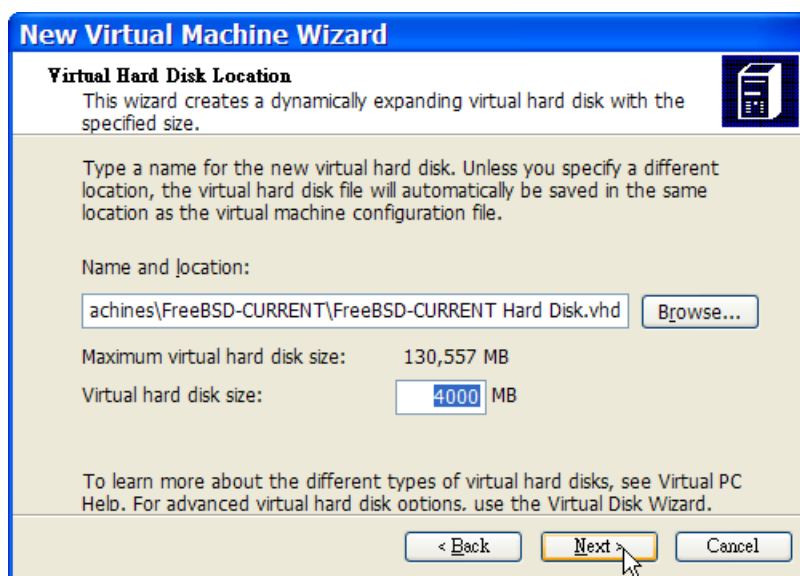 New Virtual Machine Wizard
Virtual Hard Disk Location
This wizard creates a dynamically expanding virtual hard disk with the
specified size.
Type a name for the new virtual hard disk. Unless you specify a different
location, the virtual hard disk file will automatically be saved in the same
location as the virtual machine configuration file.
Name and location:
achines\FreeBSD-CURRENT\FreeBSD-CURRENT Hard Disk.vhd Browse...
Maximum virtual hard disk size: 130,557 MB
Virtual hard disk size: 4000 MB
To learn more about the different types of virtual hard disks, see Virtual PC
Help. For advanced virtual hard disk options, use the Virtual Disk Wizard.
< Back Next > Cancel